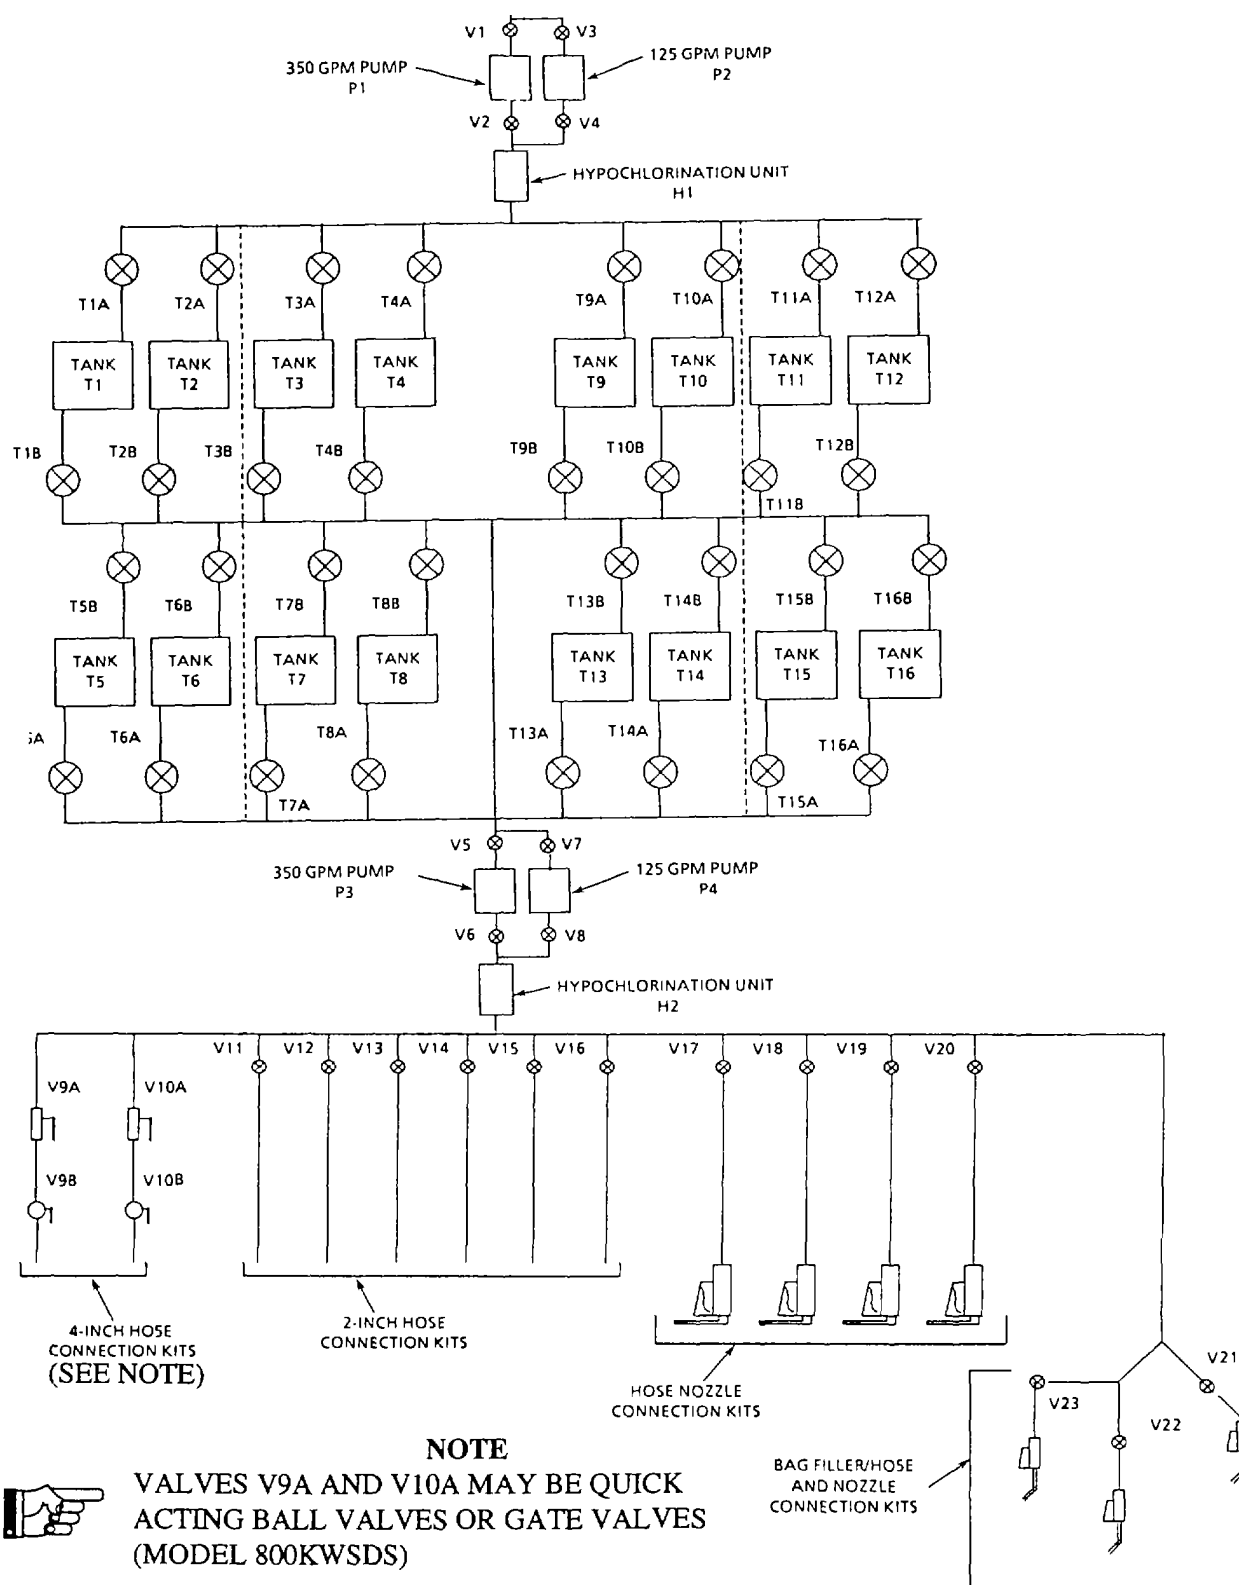 V1
V3
350 GPM PUMP
P1
125 GPM PUMP
P2
V2
V4
HYPOCHLORINATION UNIT
H1
T1A
T2A
T3A
T4A
T9A
T10A
T11A
T12A
TANK
T1
TANK
T2
TANK
T3
TANK
T4
TANK
T9
TANK
T10
TANK
T11
TANK
T12
T1B
T2B
T3B
T4B
T9B
T10B
T11B
T12B
T5B
T6B
T7B
T8B
T13B
T14B
T15B
T16B
TANK
T5
TANK
T6
TANK
T7
TANK
T8
TANK
T13
TANK
T14
TANK
T15
TANK
T16
T6A
T7A
T8A
T13A
T14A
T15A
T16A
V5
V7
350 GPM PUMP
P3
125 GPM PUMP
P4
V6
V8
HYPOCHLORINATION UNIT
H2
V11
V12
V13
V14
V15
V16
V17
V18
V19
V20
V9A
V10A
V9B
V10B
4-INCH HOSE
CONNECTION KITS
(SEE NOTE)
2-INCH HOSE
CONNECTION KITS
HOSE NOZZLE
CONNECTION KITS
V21
V23
V22
BAG FILLER/HOSE
AND NOZZLE
CONNECTION KITS
NOTE
VALVES V9A AND V10A MAY BE QUICK
ACTING BALL VALVES OR GATE VALVES
(MODEL 800KWSDS)